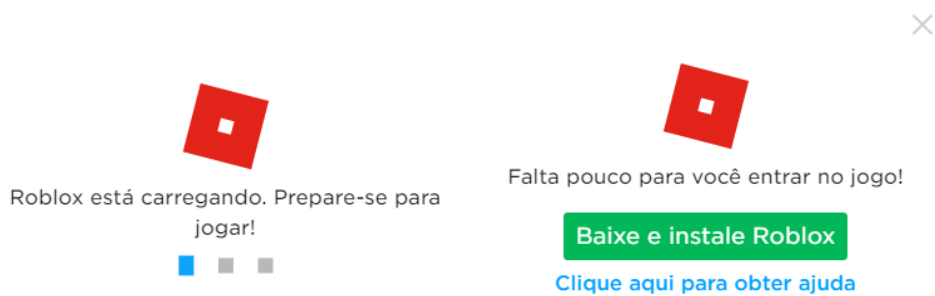 Roblox está carregando. Prepare-se para
jogar!
Falta pouco para você entrar no jogo!
Baixe e instale Roblox
Clique aqui para obter ajuda